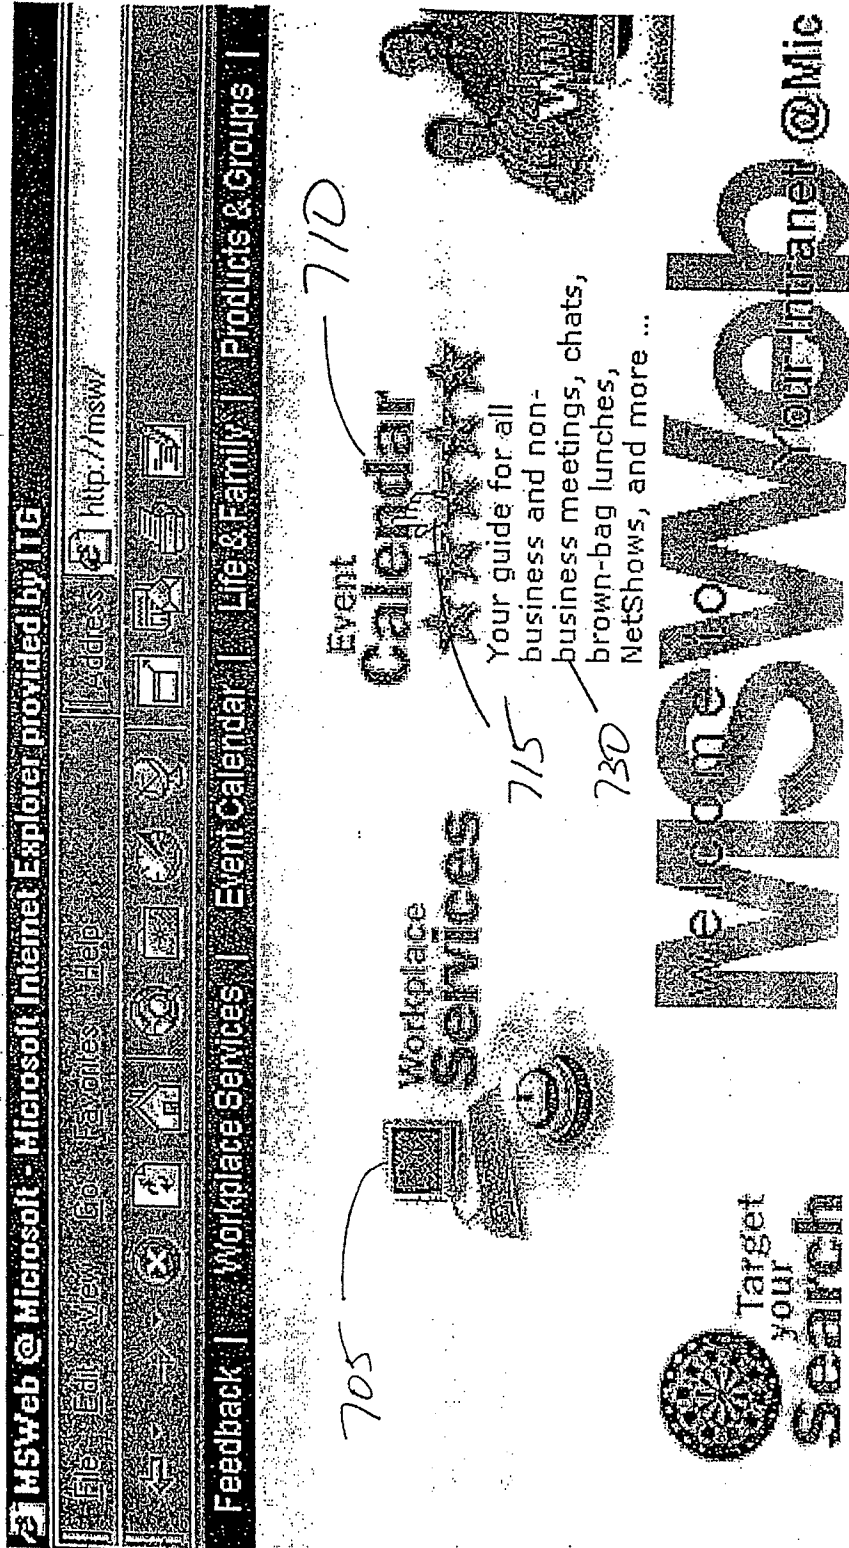 MSWeb @ Microsoft - Microsoft Internet Explorer provided by ITG
File Edit View Go Favorites Help
Address http://msw/
Feedback | Workplace Services | Event Calendar | Life & Family | Products & Groups |
705
Workplace
Services
Event
Calendar
710
715
Your guide for all
business and non-
business meetings, chats,
brown-bag lunches,
NetShows, and more ...
730
Target
your
Search
Welcome to
MSWeb
Your Intranet @Mic